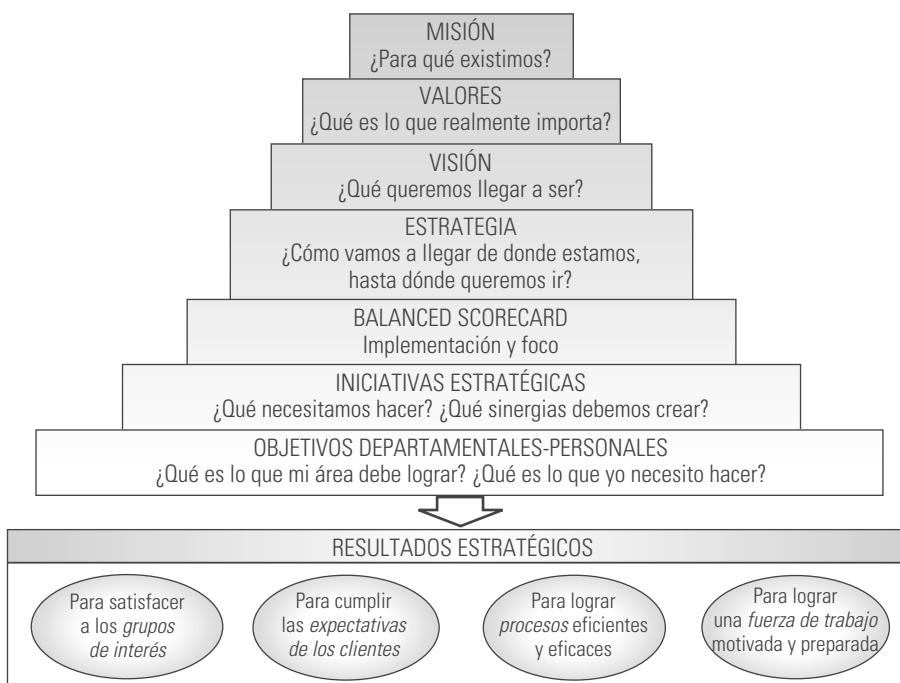 MISIÓN
¿Para qué existimos?
VALORES
¿Qué es lo que realmente importa?
VISIÓN
¿Qué queremos llegar a ser?
ESTRATEGIA
¿Cómo vamos a llegar de donde estamos,
hasta dónde queremos ir?
BALANCED SCORECARD
Implementación y foco
INICIATIVAS ESTRATÉGICAS
¿Qué necesitamos hacer? ¿Qué sinergias debemos crear?
OBJETIVOS DEPARTAMENTALES-PERSONALES
¿Qué es lo que mi área debe lograr? ¿Qué es lo que yo necesito hacer?
RESULTADOS ESTRATÉGICOS
Para satisfacer
a los grupos
de interés
Para cumplir
las expectativas
de los clientes
Para lograr
procesos eficientes
y eficaces
Para lograr
una fuerza de trabajo
motivada y preparada